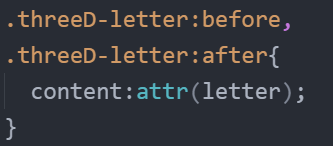 .threeD-letter:before,
.threeD-letter:after{
  content:attr(letter);
}